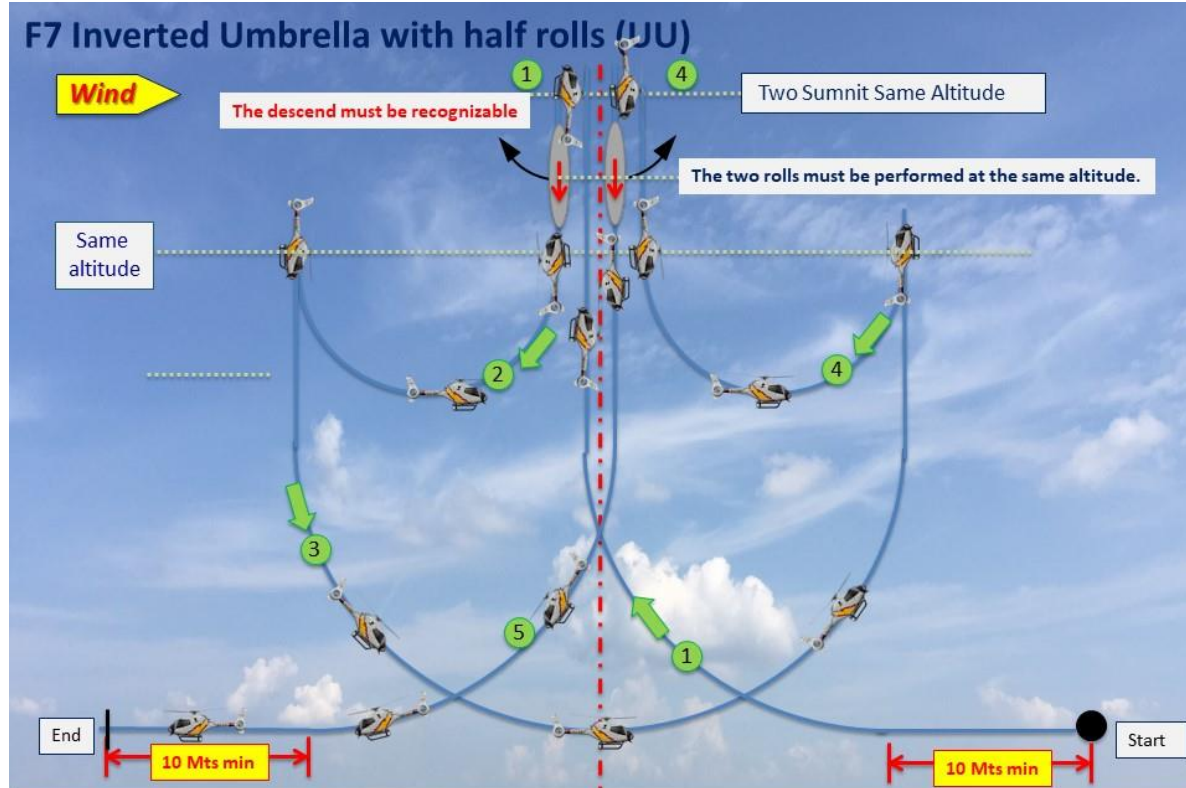 F7 Inverted Umbrella with half rolls (UU)
Wind
1
4
Two Sumnit Same Altitude
The descend must be recognizable
The two rolls must be performed at the same altitude.
Same
altitude
2
4
3
5
1
End
Start
10 Mts min
10 Mts min